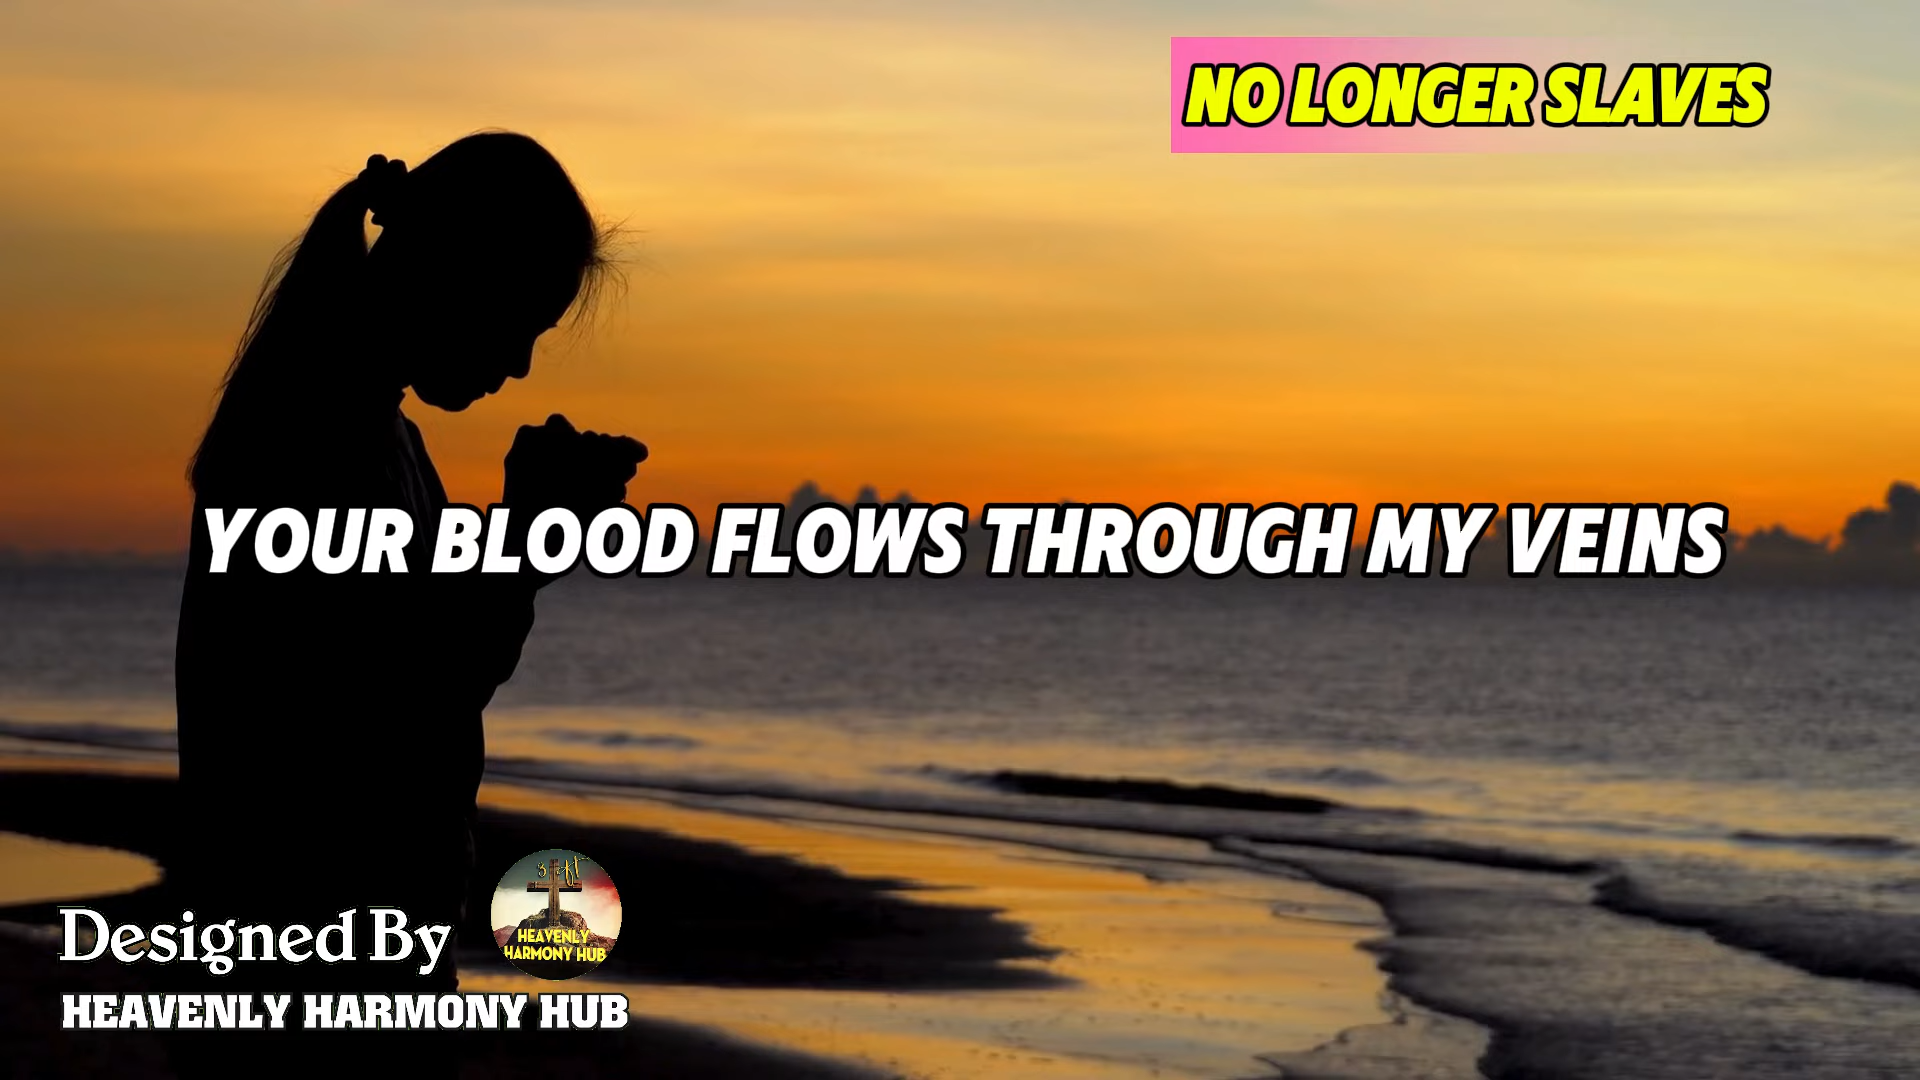 NO LONGER SLAVES
YOUR BLOOD FLOWS THROUGH MY VEINS
Designed By
HEAVENLY
HARMONY HUB
HEAVENLY HARMONY HUB